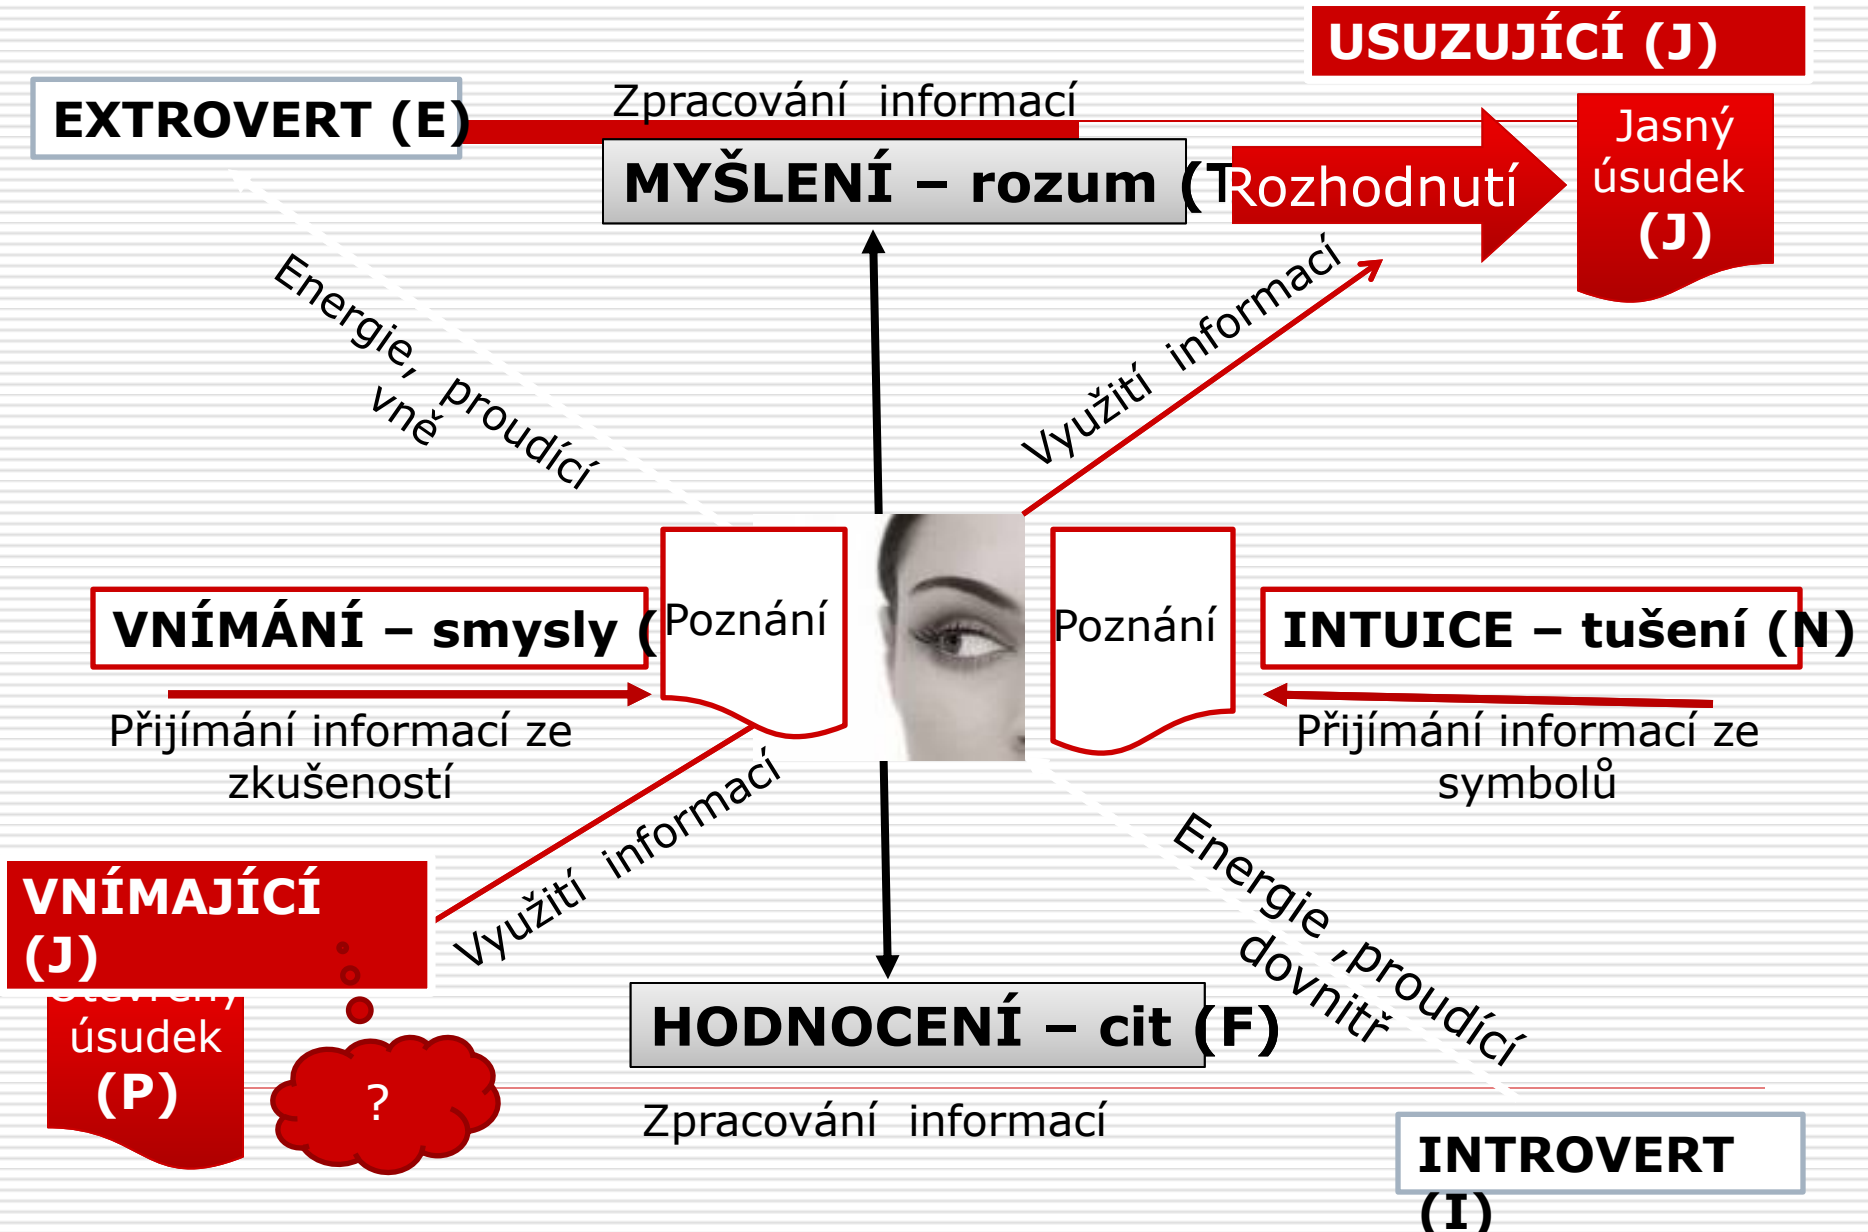 USUZUJÍCÍ (J)
EXTROVERT (E)
Zpracování informací
MYŠLENÍ – rozum (T
Rozhodnutí
Jasný
úsudek
(J)
Energie, proudící
vně
Využití informací
VNÍMÁNÍ – smysly (
Poznání
Poznání
INTUICE – tušení (N)
Přijímání informací ze
zkušeností
Přijímání informací ze
symbolů
Využití informací
Energie ,proudící
dovnitř
VNÍMAJÍCÍ
(J)
úsudek
(P)
?
HODNOCENÍ – cit (F)
Zpracování informací
INTROVERT
(I)